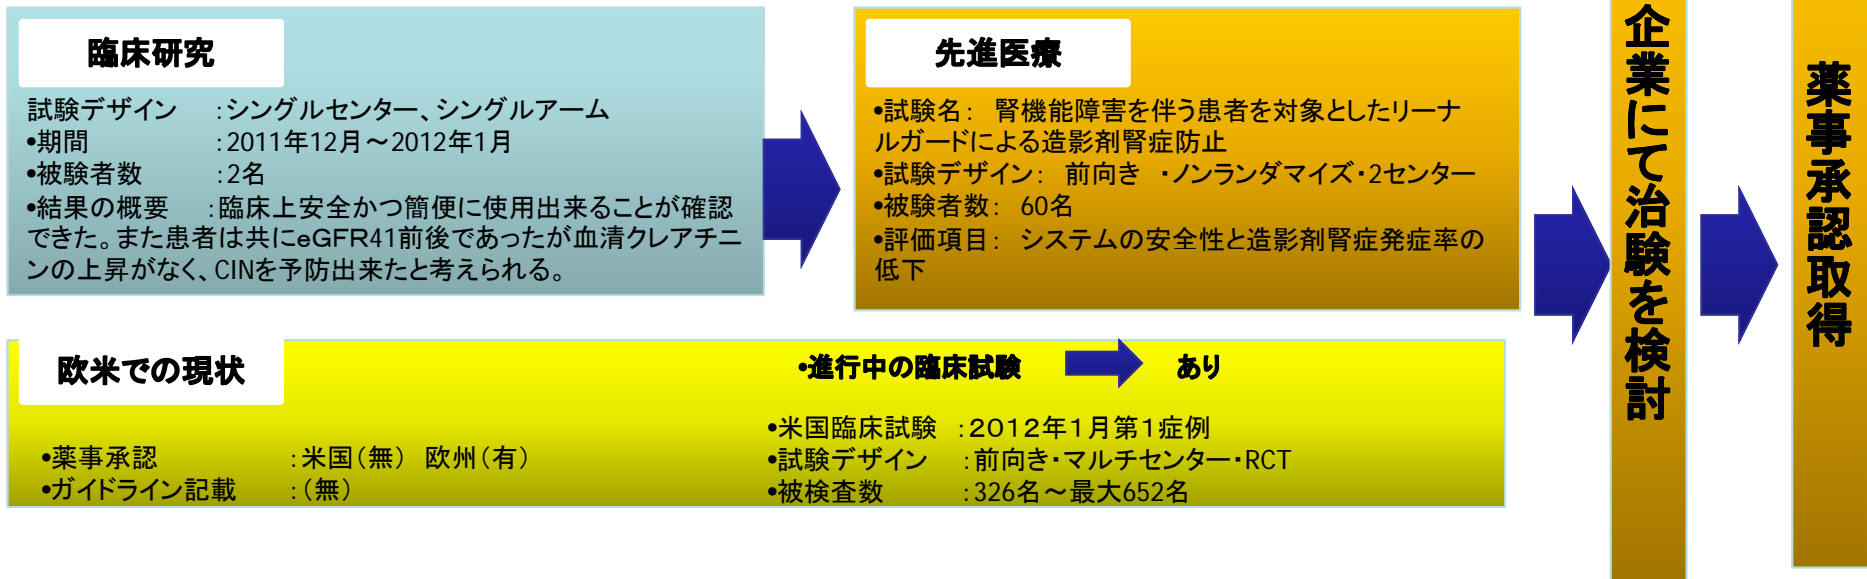 臨床研究
試験デザイン :シングルセンター、シングルアーム
•期間 :2011年12月～2012年1月
•被験者数 :2名
•結果の概要 :臨床上安全かつ簡便に使用出来ることが確認
できた。また患者は共にeGFR41前後であったが血清クレアチニ
ンの上昇がなく、CINを予防出来たと考えられる。
先進医療
•試験名: 腎機能障害を伴う患者を対象としたリーナ
ルガードによる造影剤腎症防止
•試験デザイン: 前向き ・ノンランダマイズ・2センター
•被験者数: 60名
•評価項目: システムの安全性と造影剤腎症発症率の
低下
企業にて治験を検討
薬事承認取得
欧米での現状
•薬事承認 :米国(無) 欧州(有)
•ガイドライン記載 :(無)
•進行中の臨床試験 あり
•米国臨床試験 :2012年1月第1症例
•試験デザイン :前向き・マルチセンター・RCT
•被検査数 :326名～最大652名